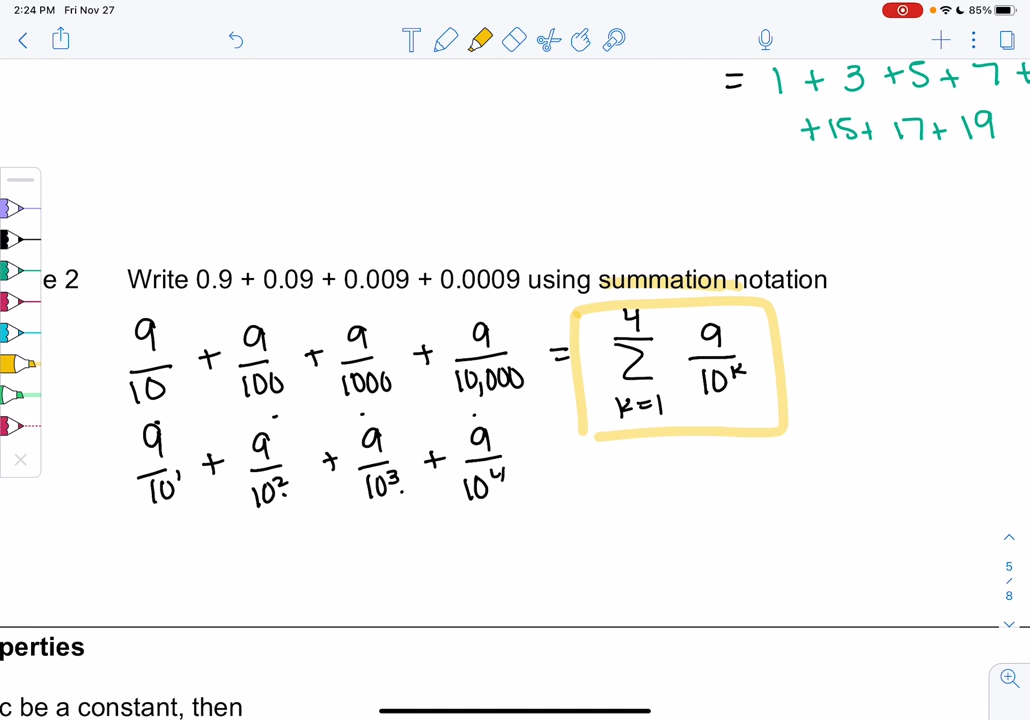 2:24 PM Fri Nov 27
85%
T
= 1 + 3 + 5 + 7 +
+ 15 + 17 + 19
e 2 Write 0.9 + 0.09 + 0.009 + 0.0009 using summation notation
9/10 + 9/100 + 9/1000 + 9/10,000 = 4 Σ k=1 9/10^k
9/10^1 + 9/10^2 + 9/10^3 + 9/10^4
5
/
8
perties
c be a constant, then